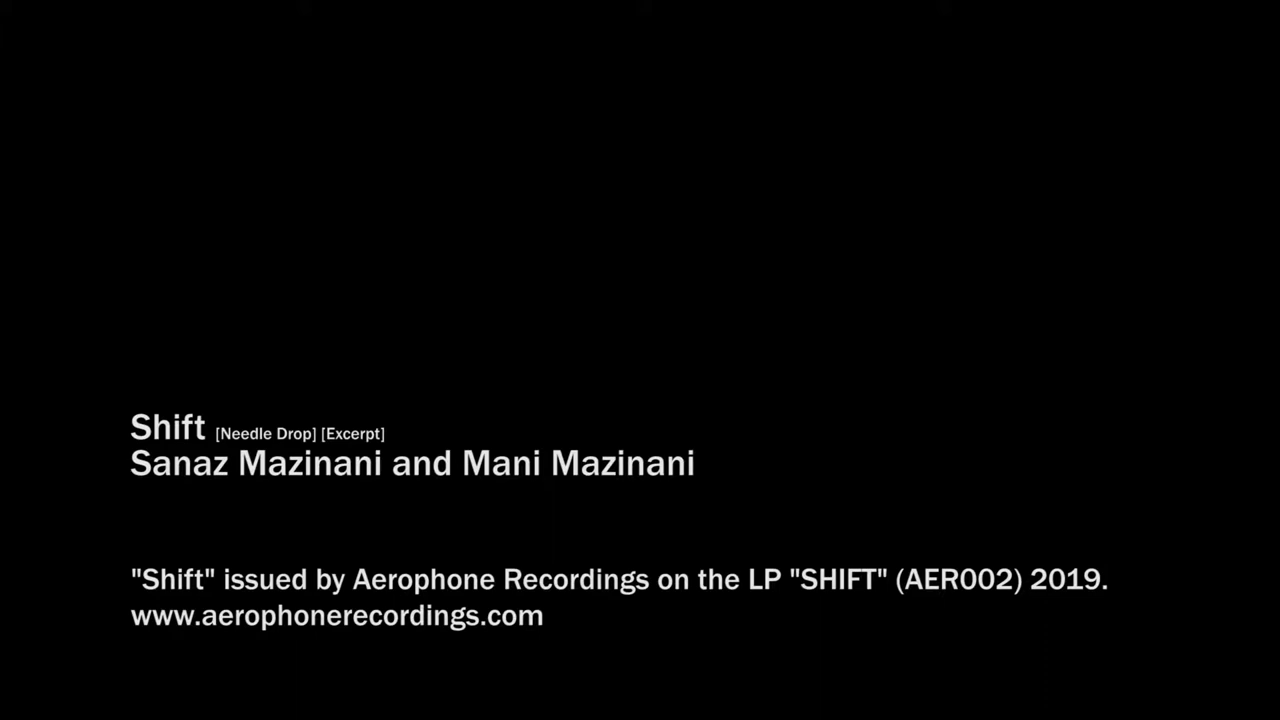 Shift [Needle Drop] [Excerpt]
Sanaz Mazinani and Mani Mazinani
"Shift" issued by Aerophone Recordings on the LP "SHIFT" (AER002) 2019.
www.aerophonerecordings.com